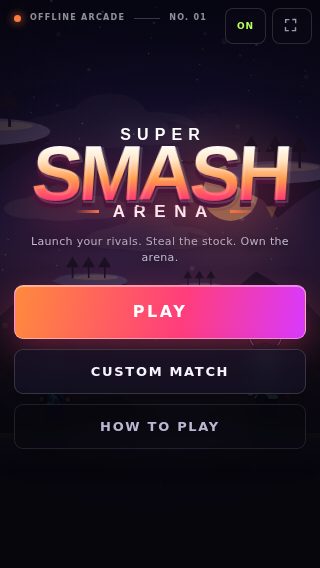 OFFLINE ARCADE
NO. 01
ON
SUPER
SMASH
ARENA
Launch your rivals. Steal the stock. Own the
arena.
PLAY
CUSTOM MATCH
HOW TO PLAY